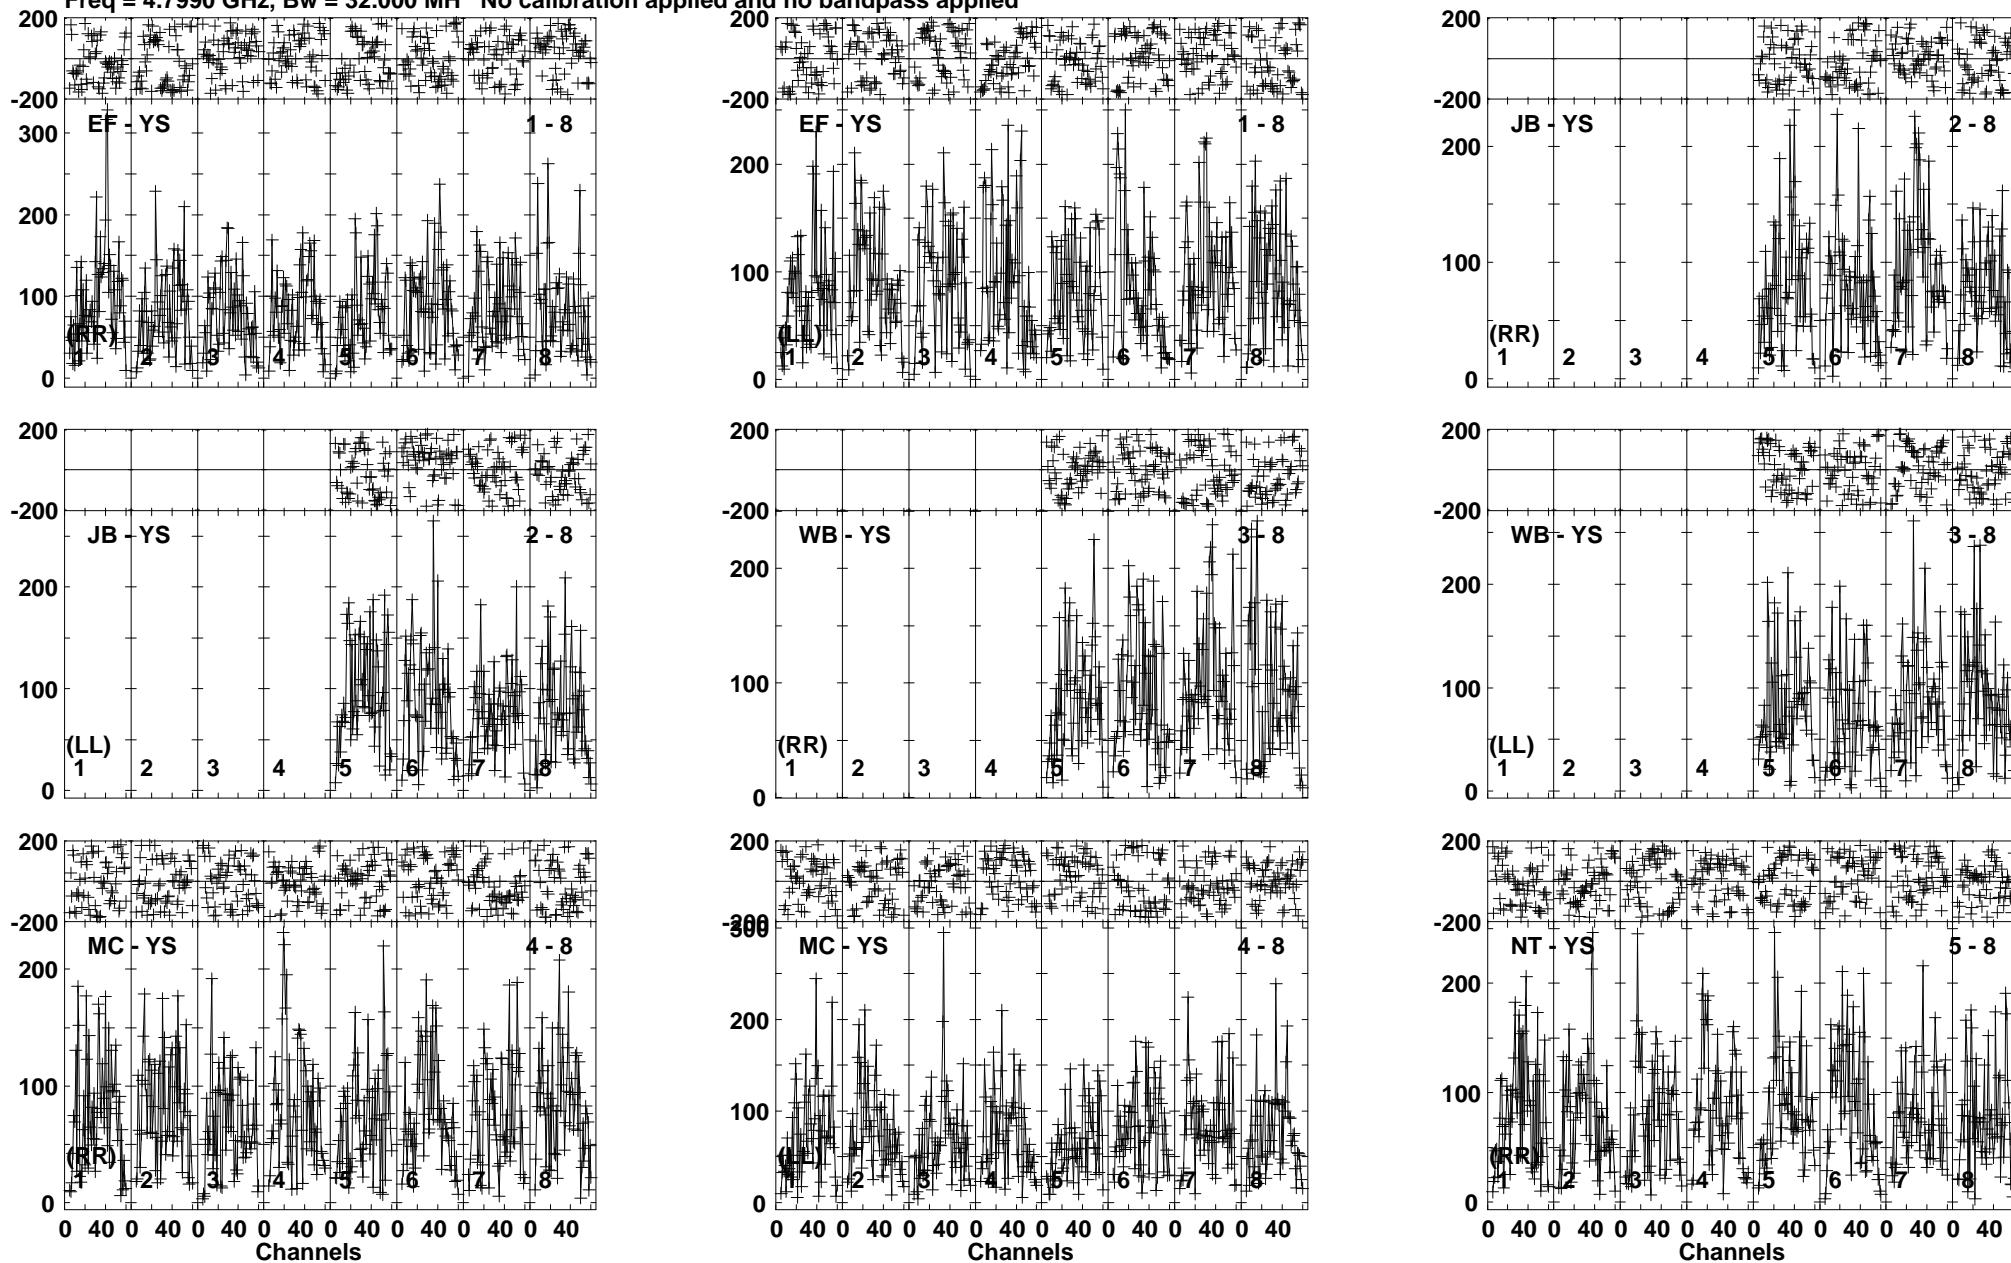 Freq = 4.7990 GHz, Bw = 32.000 MH No calibration applied and no bandpass applied
200 200 200
-200 -200 -200
EF - YS 1 - 8 EF - YS 1 - 8 JB - YS 2 - 8
300
200 200 200
100 100 100
(RR) (LL) (RR)
1 2 3 4 5 6 7 8 1 2 3 4 5 6 7 8 1 2 3 4 5 6 7 8
0 0 0
200 200 200
-200 -200 -200
JB - YS 2 - 8 WB - YS 3 - 8 WB - YS 3 - 8
200 200 200
100 100 100
(LL) (RR) (LL)
1 2 3 4 5 6 7 8 1 2 3 4 5 6 7 8 1 2 3 4 5 6 7 8
0 0 0
200 200 200
-200 -200 -200
300
MC - YS 4 - 8 MC - YS 4 - 8 NT - YS 5 - 8
200 200 200
100 100 100
(RR) (LL) (RR)
1 2 3 4 5 6 7 8 1 2 3 4 5 6 7 8 1 2 3 4 5 6 7 8
0 0 0
0 40 0 40 0 40 0 40 0 40 0 40 0 40 0 40 0 40 0 40 0 40 0 40 0 40 0 40 0 40 0 40 0 40 0 40 0 40 0 40 0 40 0 40 0 40 0 40
Channels Channels Channels